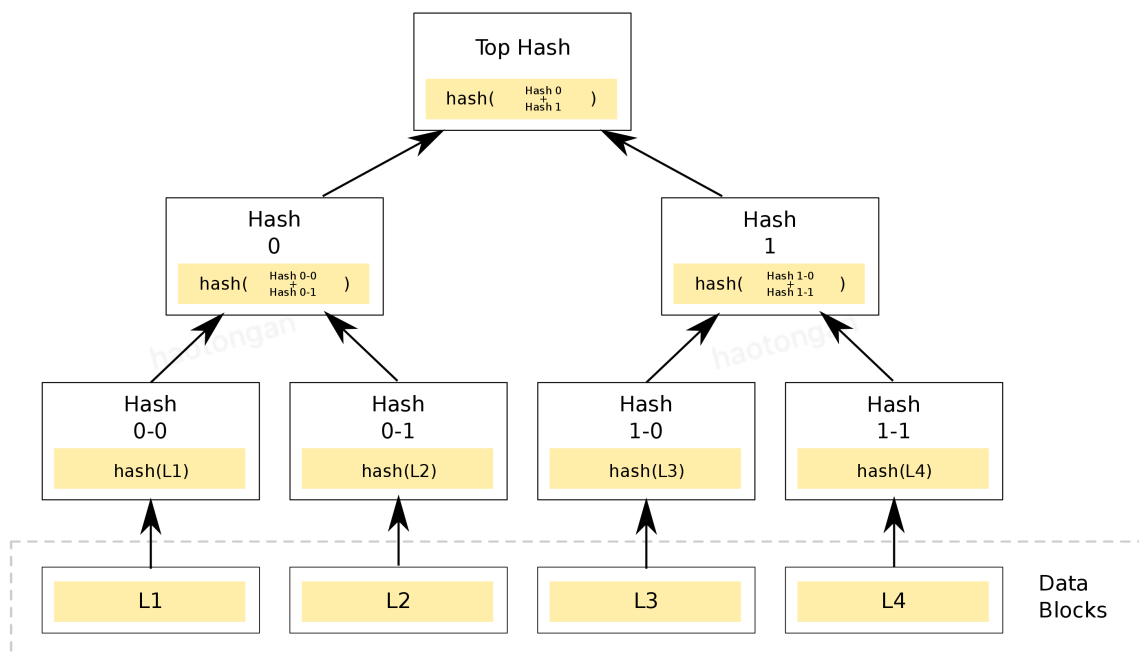 Top Hash
hash( Hash 0 + Hash 1 )
Hash
0
hash( Hash 0-0 + Hash 0-1 )
Hash
1
hash( Hash 1-0 + Hash 1-1 )
haotongan
haotongan
Hash
0-0
hash(L1)
Hash
0-1
hash(L2)
Hash
1-0
hash(L3)
Hash
1-1
hash(L4)
L1
L2
L3
L4
Data
Blocks